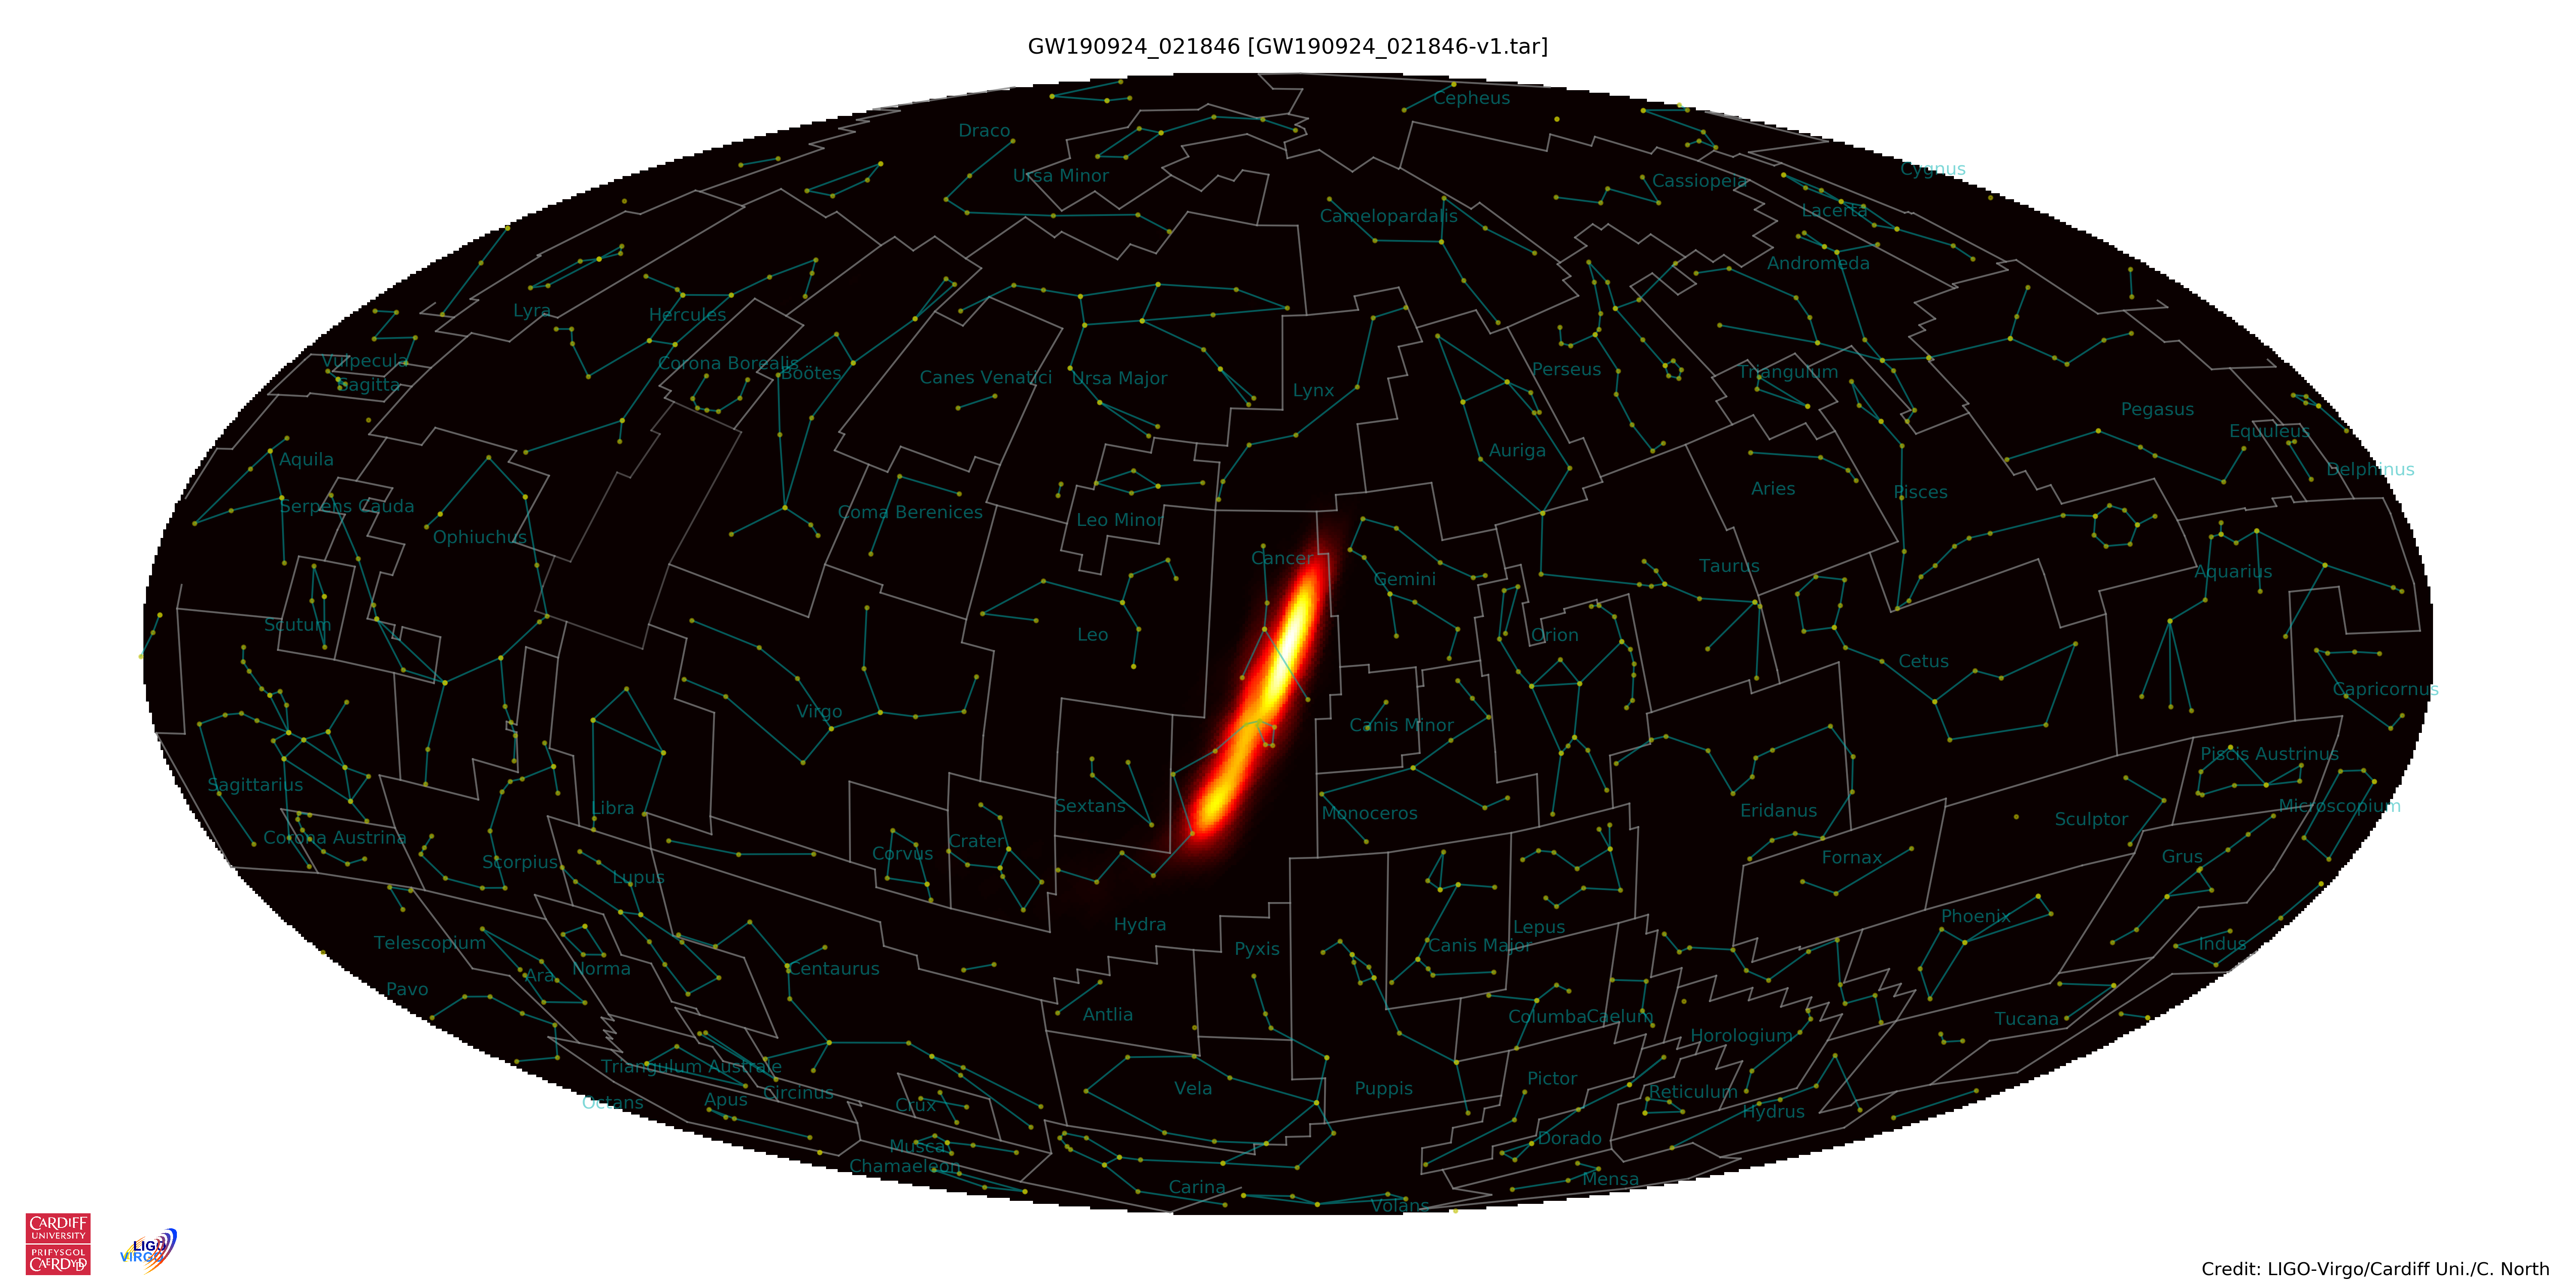 GW190924_021846 [GW190924_021846-v1.tar]
Cepheus
Draco
Cygnus
Ursa Minor
Cassiopeia
Camelopardalis
Lacerta
Andromeda
Lyra
Hercules
Vulpecula
Corona Borealis
Boötes
Canes Venatici
Ursa Major
Lynx
Perseus
Triangulum
Sagitta
Pegasus
Equuleus
Aquila
Auriga
Delphinus
Aries
Pisces
Serpens Cauda
Coma Berenices
Leo Minor
Ophiuchus
Cancer
Gemini
Taurus
Aquarius
Scutum
Leo
Orion
Cetus
Capricornus
Virgo
Canis Minor
Piscis Austrinus
Sagittarius
Libra
Sextans
Monoceros
Eridanus
Microscopium
Sculptor
Corona Austrina
Crater
Corvus
Scorpius
Fornax
Grus
Lupus
Phoenix
Hydra
Lepus
Telescopium
Pyxis
Canis Major
Indus
Norma
Centaurus
Ara
Pavo
Antlia
Columba
Caelum
Tucana
Horologium
Triangulum Australe
Circinus
Vela
Puppis
Pictor
Reticulum
Octans
Apus
Crux
Hydrus
Musca
Dorado
Chamaeleon
Carina
Mensa
Volans
CARDIFF
UNIVERSITY
PRIFYSGOL
CAERDYDD
LIGO
VIRGO
Credit: LIGO-Virgo/Cardiff Uni./C. North